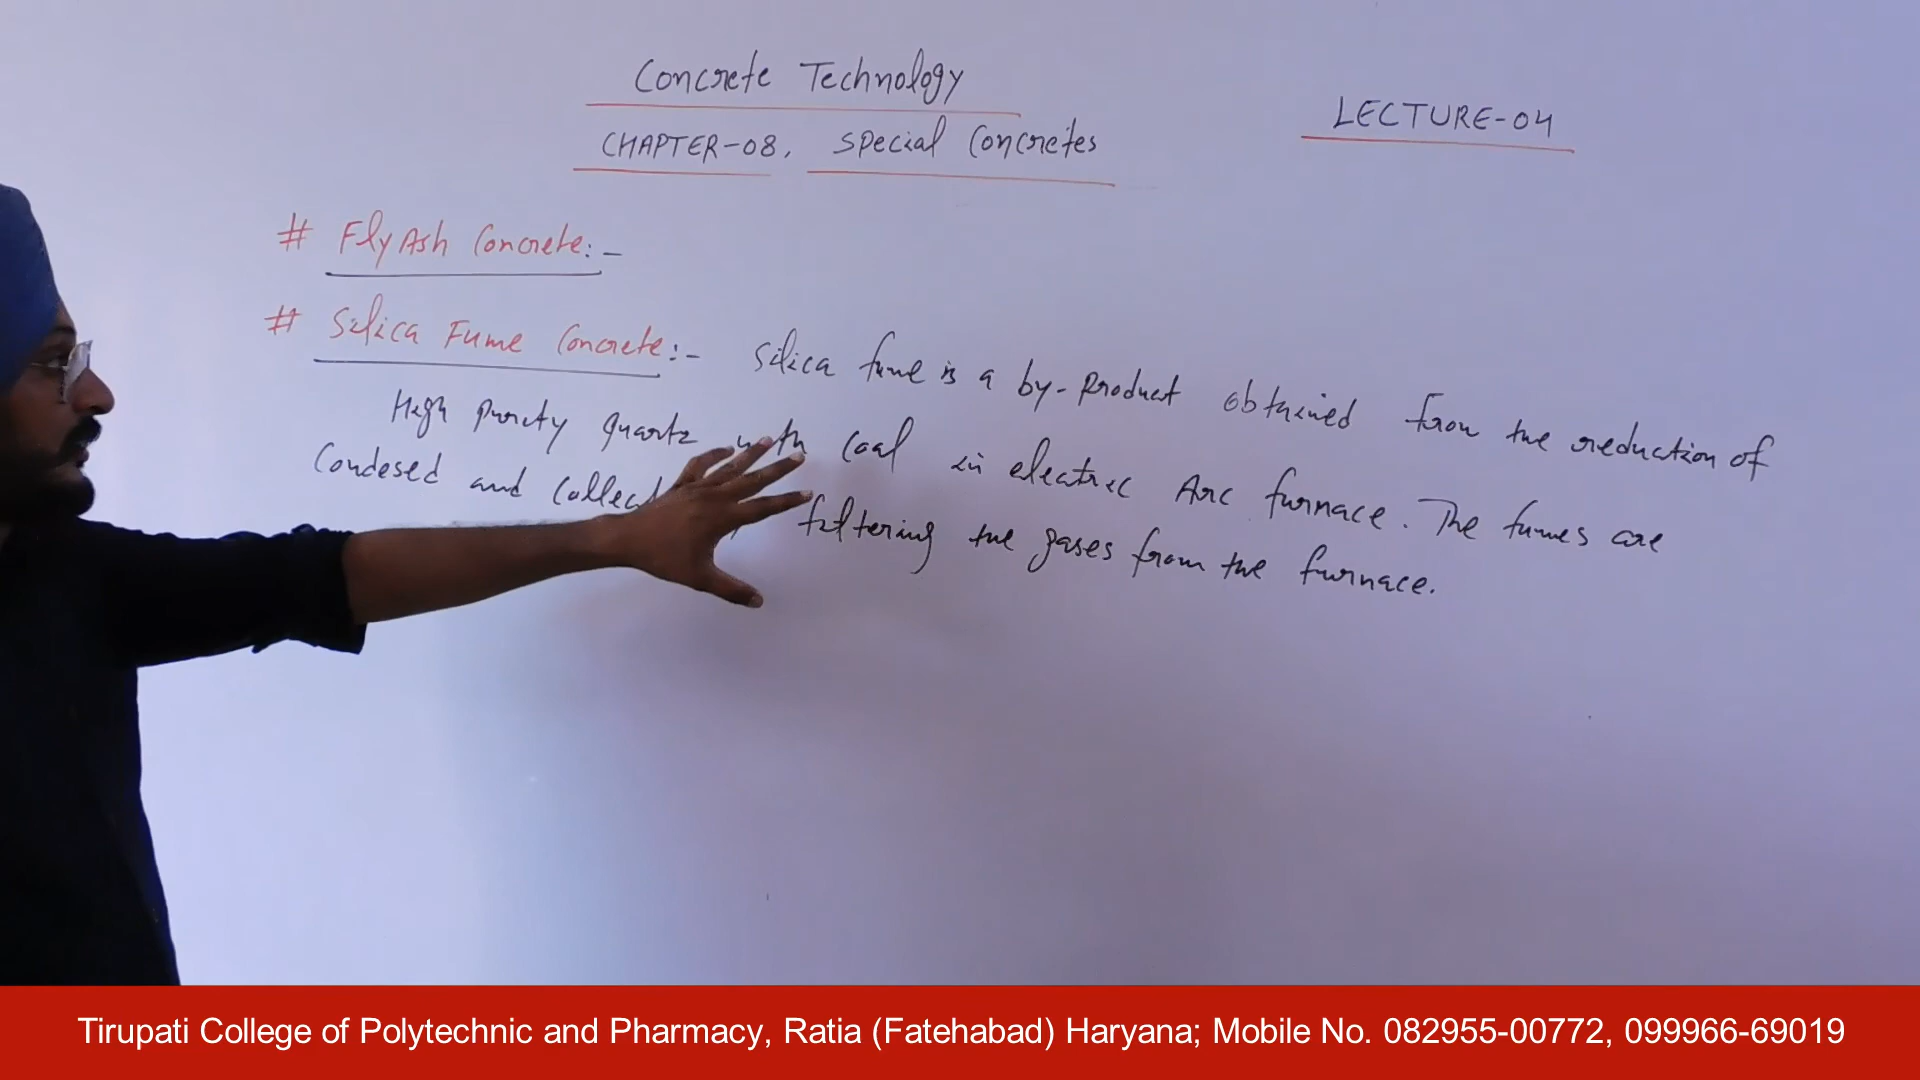 Concrete Technology
LECTURE-04
CHAPTER-08. Special Concretes
# Fly Ash Concrete:-
# Silica Fume Concrete:- Silica fume is a by-Product obtained from the reduction of
High purity quartz with Coal in electric Arc furnace. The fumes are
Condesed and filtering the gases from the furnace.
Tirupati College of Polytechnic and Pharmacy, Ratia (Fatehabad) Haryana; Mobile No. 082955-00772, 099966-69019